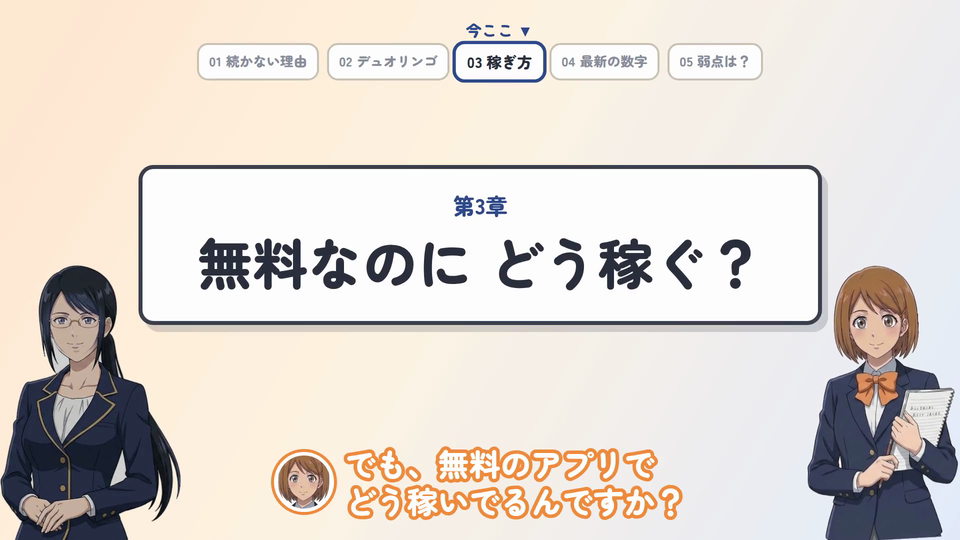 今ここ ▼
01 続かない理由
02 デュオリンゴ
03 稼ぎ方
04 最新の数字
05 弱点は？
第3章
無料なのに どう稼ぐ？
でも、無料のアプリで
どう稼いでるんですか？